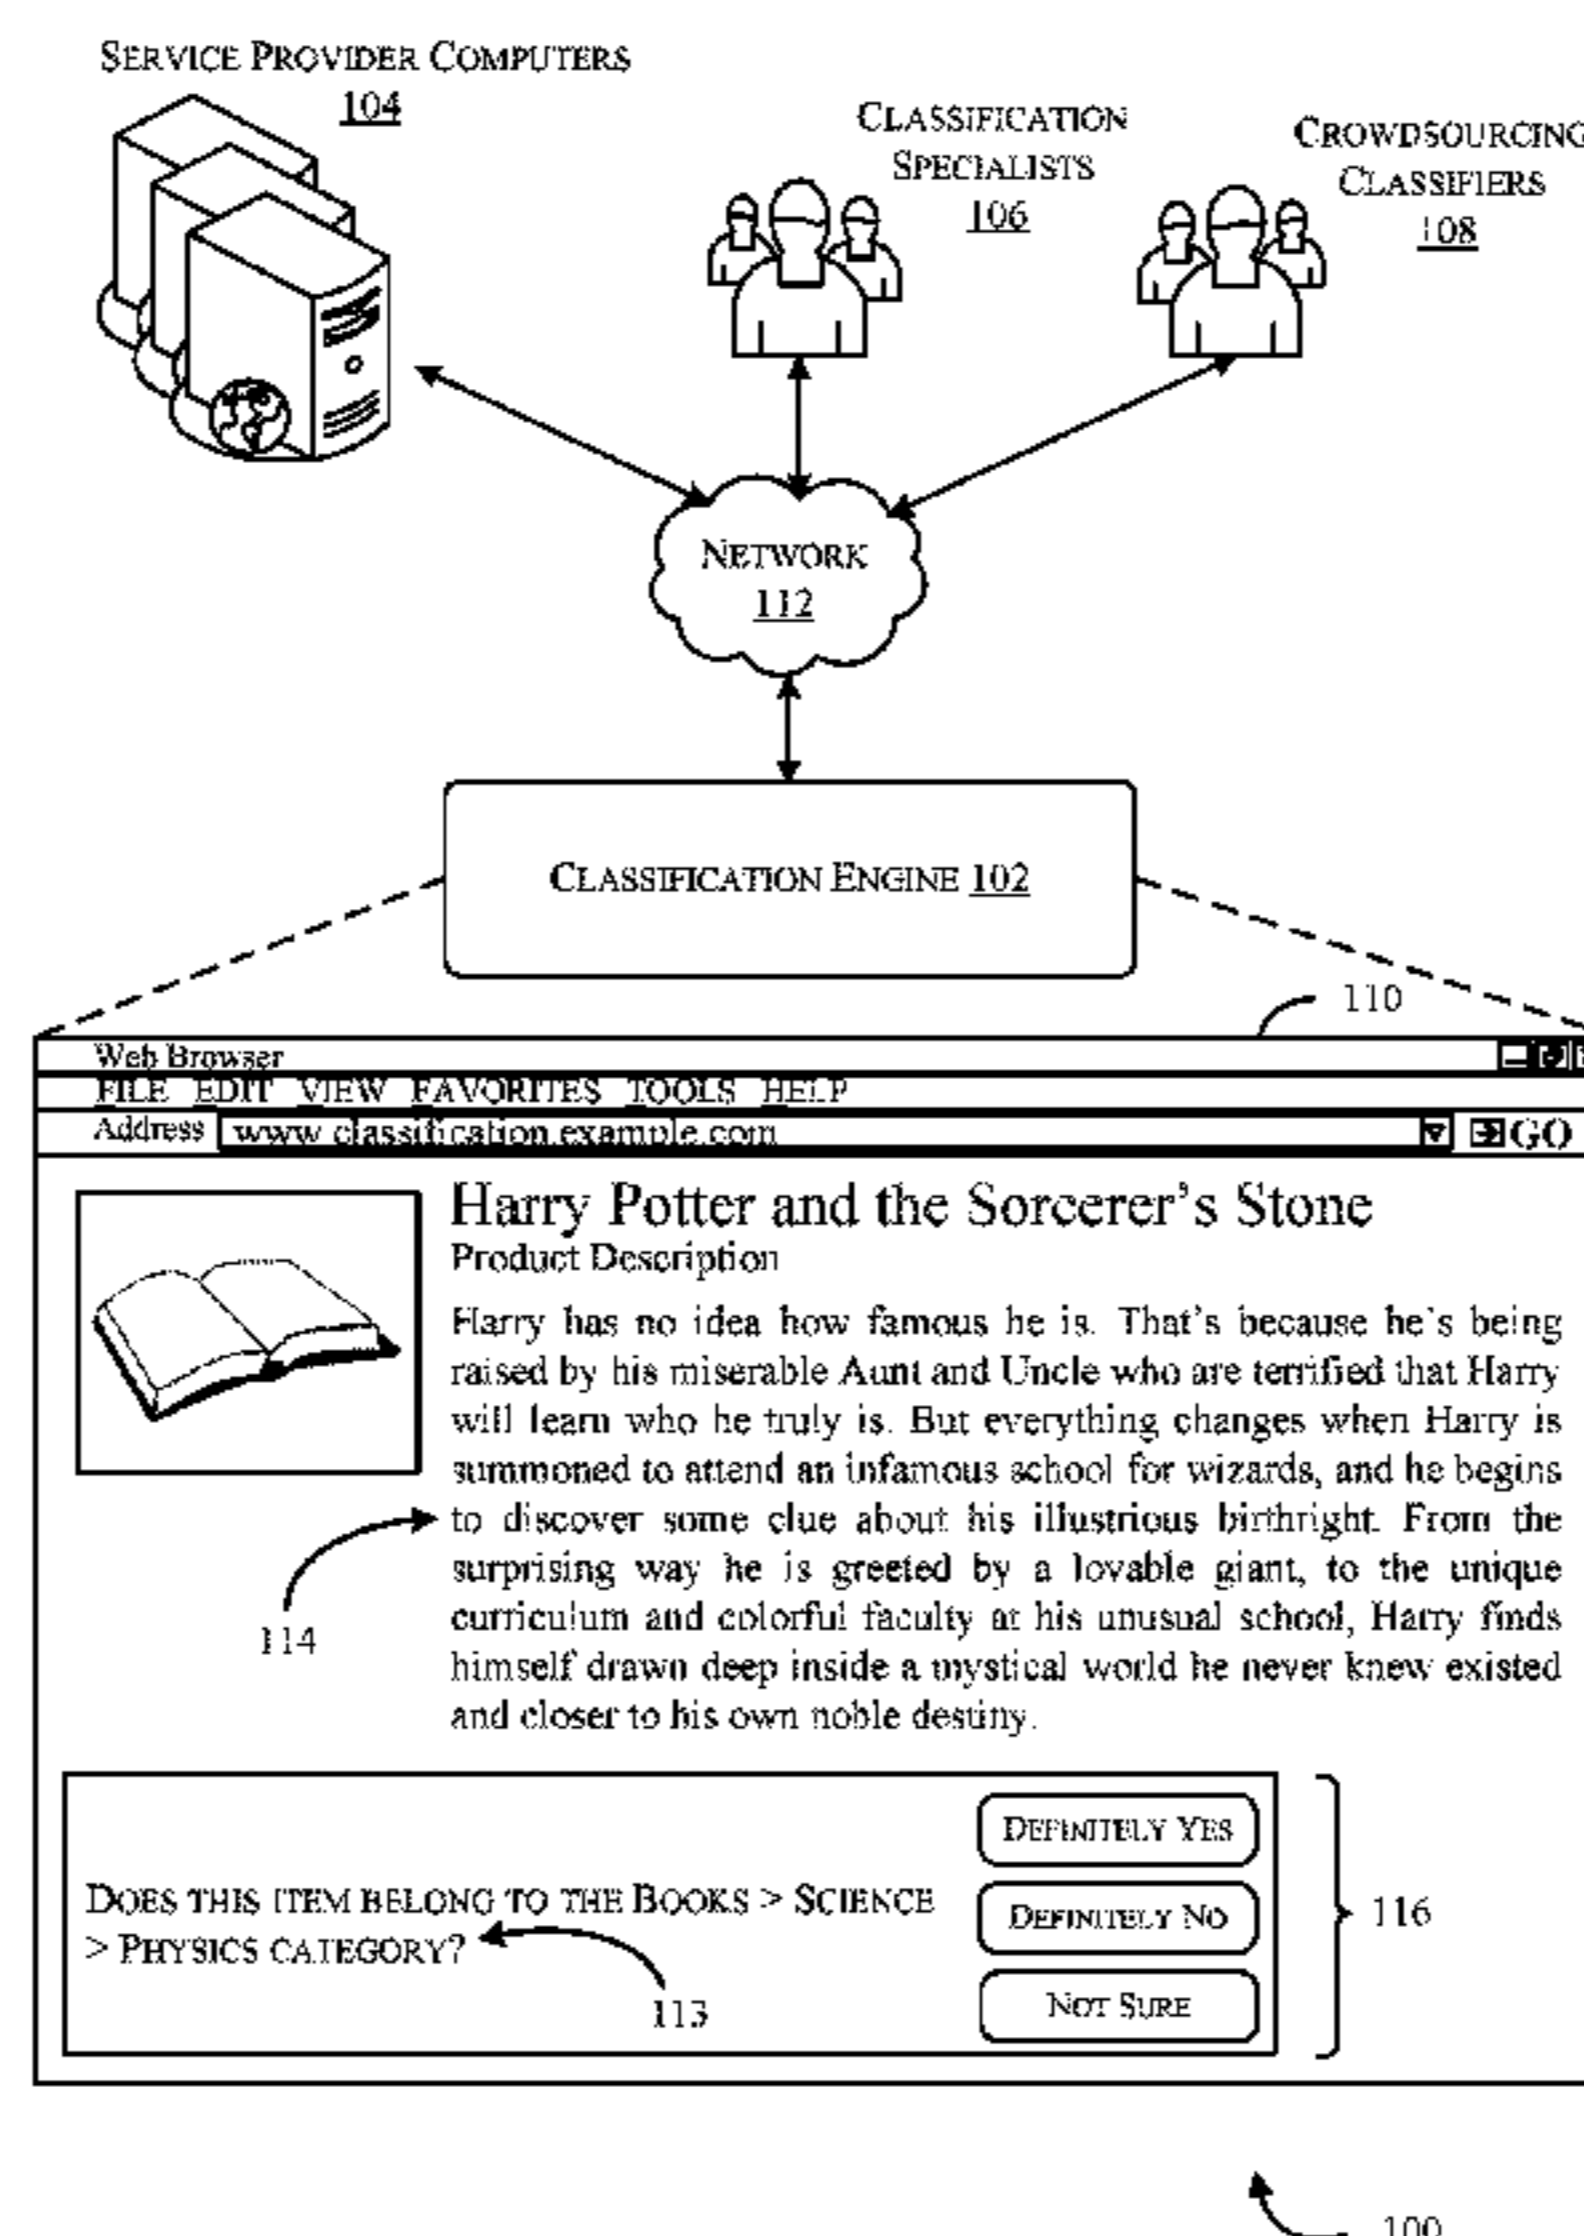 SERVICE PROVIDER COMPUTERS
104
CLASSIFICATION
SPECIALISTS
106
CROWDSOURCING
CLASSIFIERS
108
NETWORK
112
CLASSIFICATION ENGINE 102
110
Web Browser
FILE EDIT VIEW FAVORITES TOOLS HELP
Address www.classification.example.com GO
Harry Potter and the Sorcerer's Stone
Product Description
Harry has no idea how famous he is. That's because he's being
raised by his miserable Aunt and Uncle who are terrified that Harry
will learn who he truly is. But everything changes when Harry is
summoned to attend an infamous school for wizards, and he begins
to discover some clue about his illustrious birthright. From the
surprising way he is greeted by a lovable giant, to the unique
curriculum and colorful faculty at his unusual school, Harry finds
himself drawn deep inside a mystical world he never knew existed
and closer to his own noble destiny.
114
DOES THIS ITEM BELONG TO THE BOOKS > SCIENCE
> PHYSICS CATEGORY?
113
DEFINITELY YES
DEFINITELY NO
NOT SURE
116
100